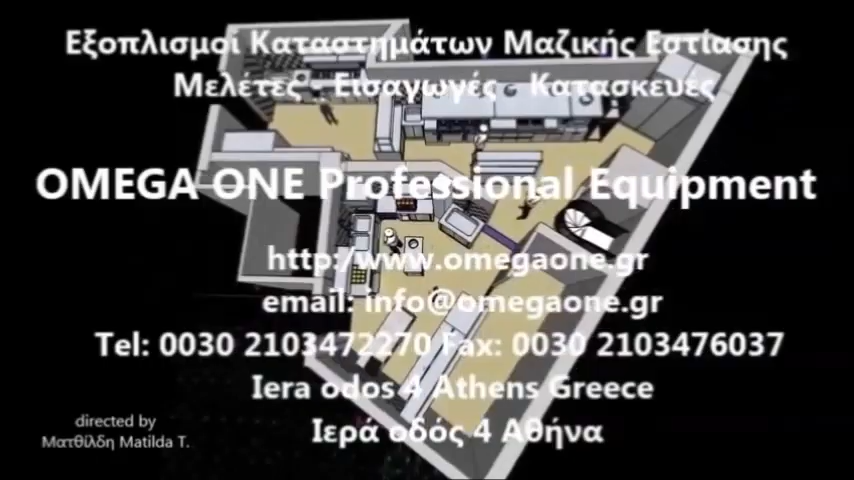 Εξοπλισμοί Καταστημάτων Μαζικής Εστίασης
Μελέτες - Εισαγωγές - Κατασκευές
OMEGA ONE Professional Equipment
http:/www.omegaone.gr
email: info@omegaone.gr
Tel: 0030 2103472270 Fax: 0030 2103476037
Iera odos 4 Athens Greece
Ιερά οδός 4 Αθήνα
directed by
Ματθίλδη Matilda T.